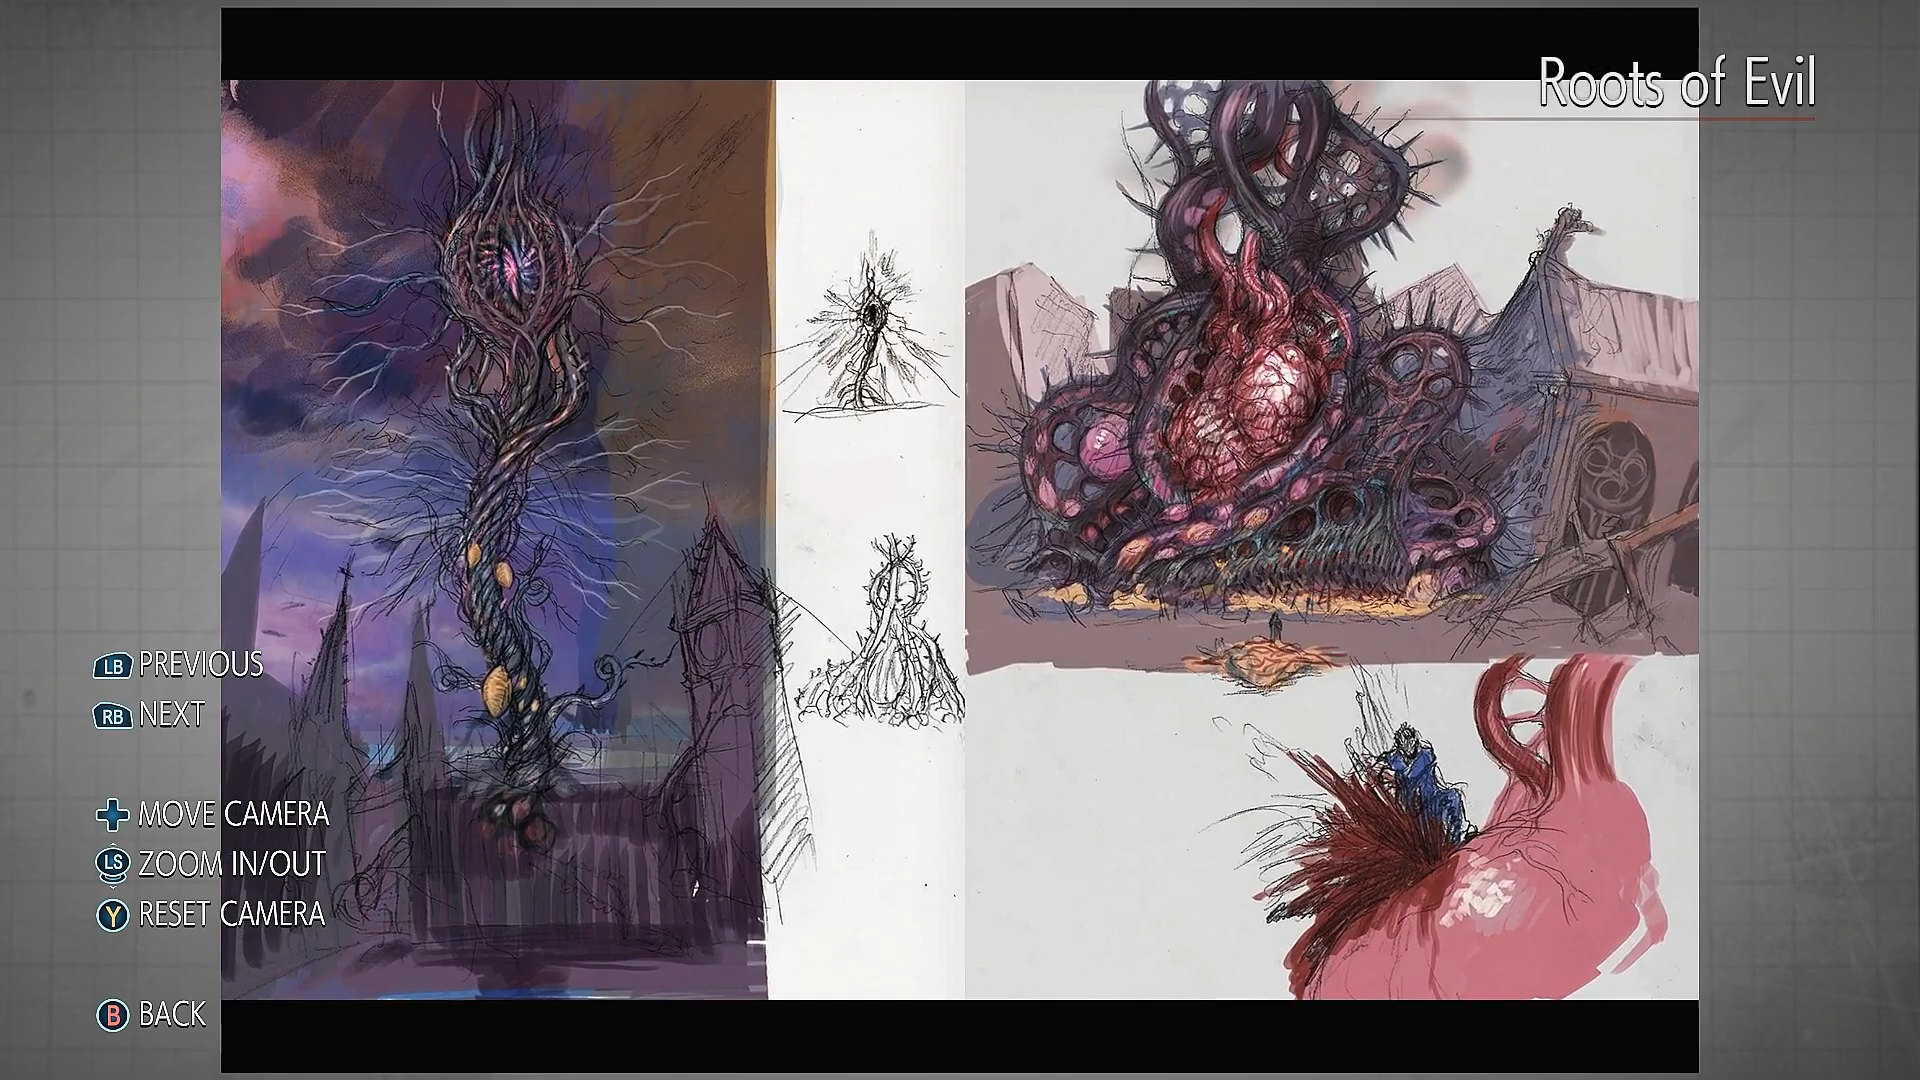 Roots of Evil
LB PREVIOUS
RB NEXT
MOVE CAMERA
LS ZOOM IN/OUT
Y RESET CAMERA
B BACK